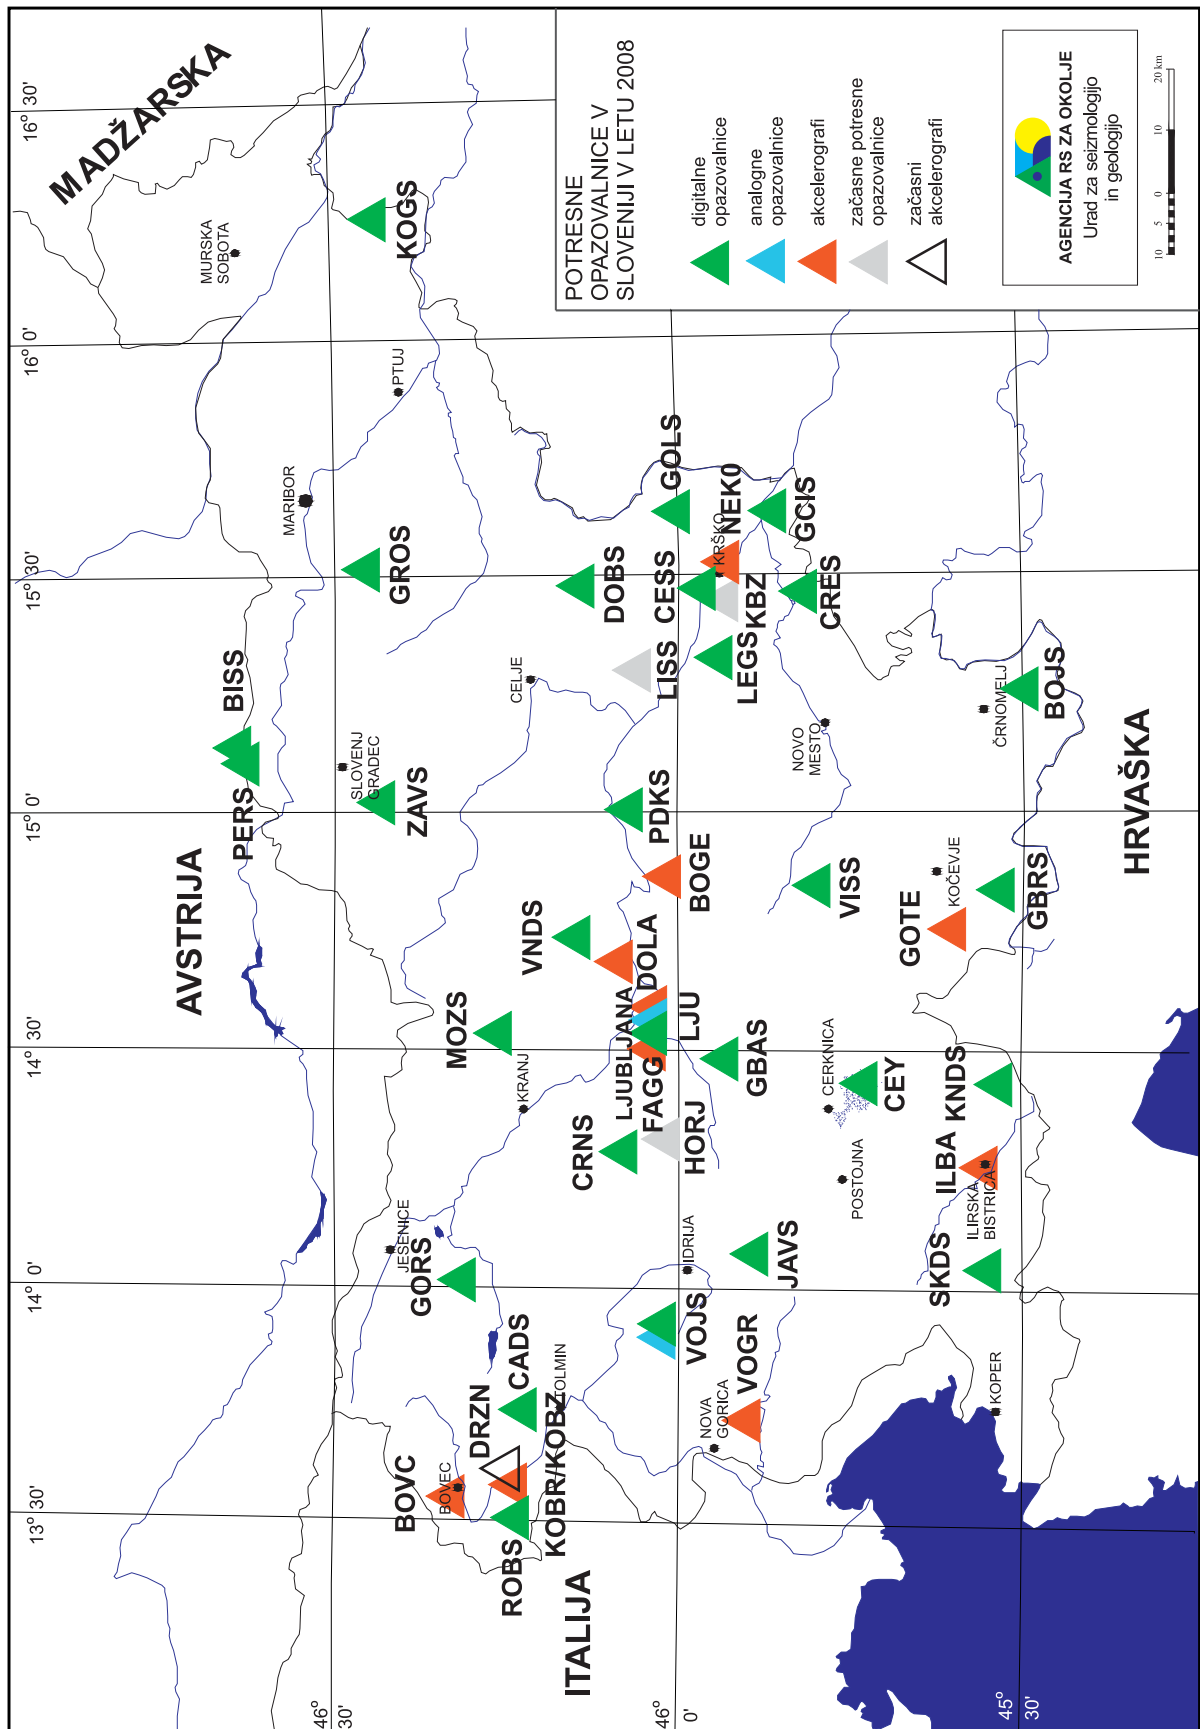 16° 30'
16° 0'
15° 30'
15° 0'
14° 30'
14° 0'
13° 30'
46° 30'
46° 0'
45° 30'
MADŽARSKA
AVSTRIJA
ITALIJA
HRVAŠKA
POTRESNE
OPAZOVALNICE V
SLOVENIJI V LETU 2008
digitalne
opazovalnice
analogne
opazovalnice
akcelerografi
začasne potresne
opazovalnice
začasni
akcelerografi
AGENCIJA RS ZA OKOLJE
Urad za seizmologijo
in geologijo
10 5 0 10 20 km
MURSKA
SOBOTA
KOGS
PTUJ
MARIBOR
GROS
GOLS
DOBS
CESS
KRŠKO
NEK0
GCIS
KBZ
CRES
LEGS
LISS
CELJE
BISS
PERS
SLOVENJ
GRADEC
ZAVS
NOVO
MESTO
ČRNOMELJ
BOJS
PDKS
BOGE
VISS
KOČEVJE
GBRS
GOTE
VNDS
DOLA
MOZS
LJUBLJANA
LJU
FAGG
GBAS
KRANJ
CRNS
HORJ
CERKNICA
CEY
KNDS
POSTOJNA
ILBA
ILIRSKA
BISTRICA
SKDS
JESENICE
GORS
IDRIJA
JAVS
VOJS
CADS
TOLMIN
VOGR
NOVA
GORICA
KOPER
DRZN
KOBR/KOBZ
BOVC
BOVEC
ROBS